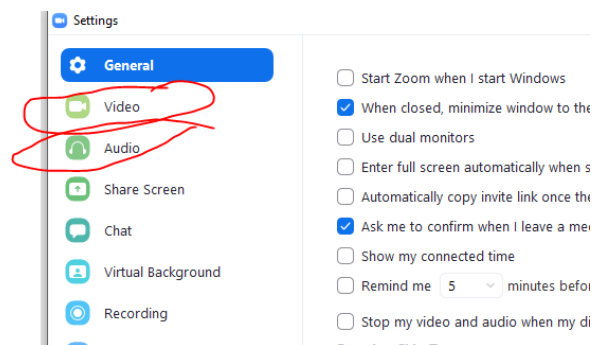 Settings
General
Video
Audio
Share Screen
Chat
Virtual Background
Recording
Start Zoom when I start Windows
When closed, minimize window to the
Use dual monitors
Enter full screen automatically when s
Automatically copy invite link once the
Ask me to confirm when I leave a mee
Show my connected time
Remind me 5 minutes befor
Stop my video and audio when my di